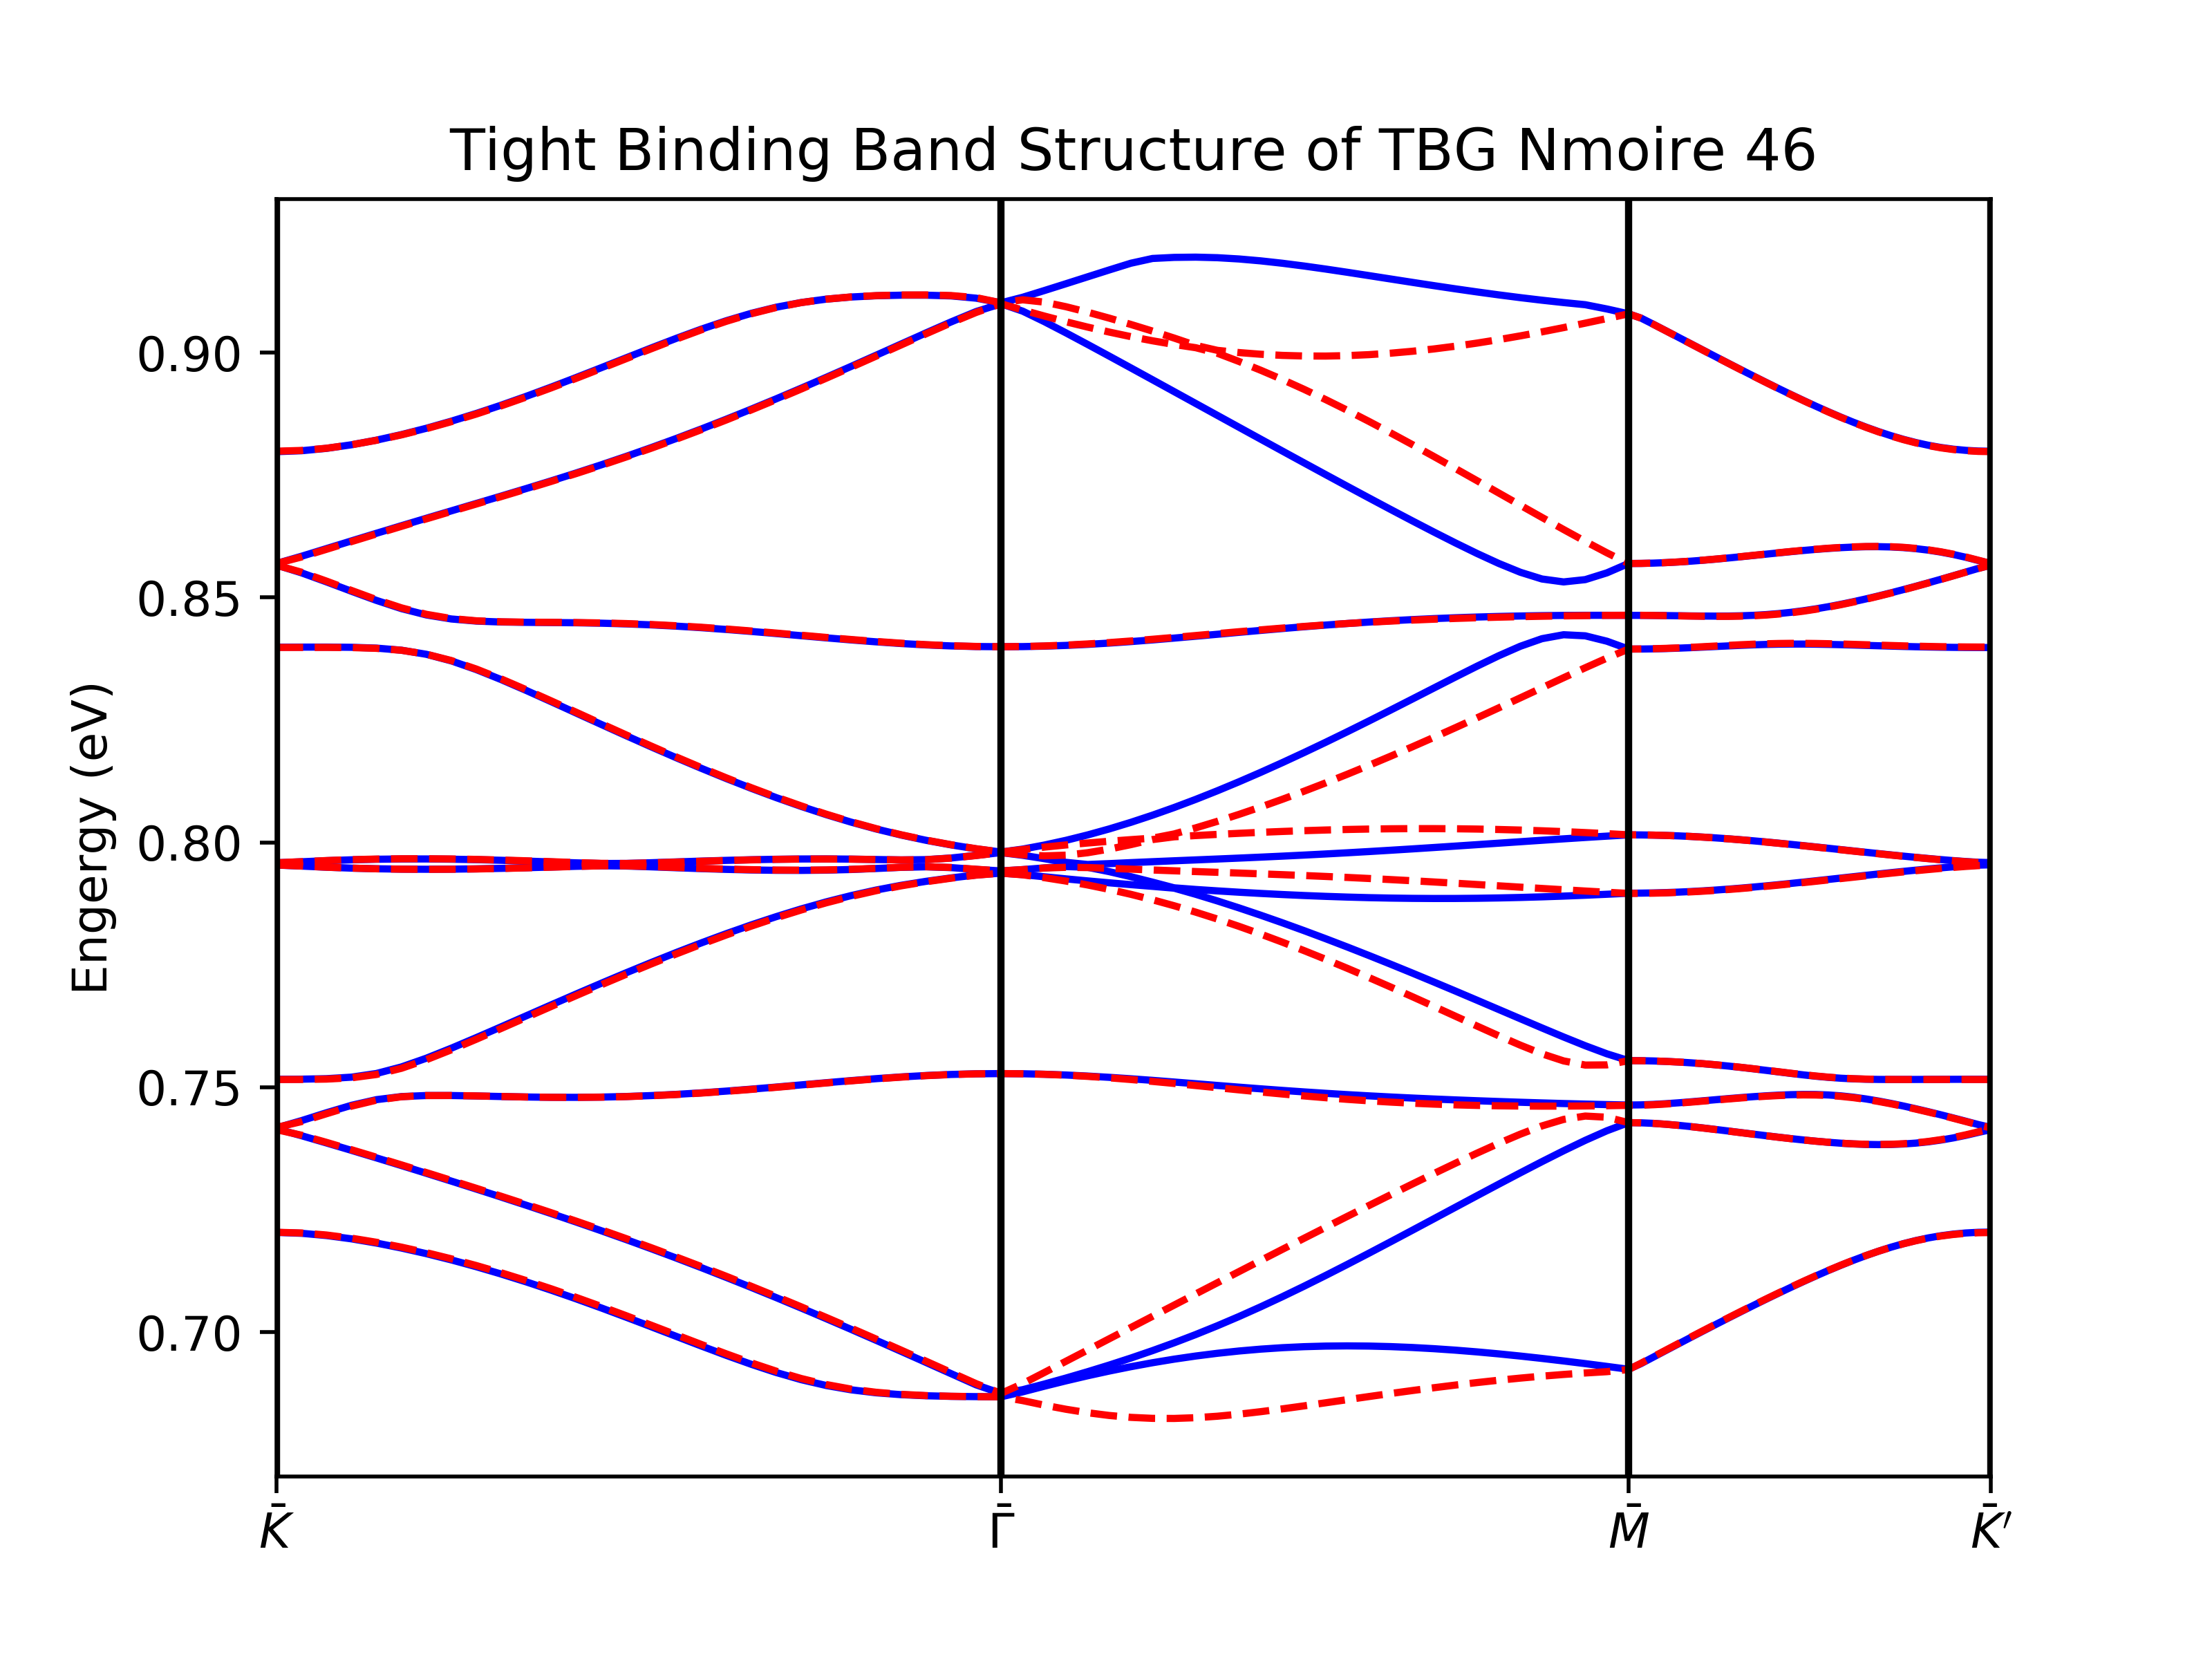 Tight Binding Band Structure of TBG Nmoire 46
Engergy (eV)
0.90
0.85
0.80
0.75
0.70
K̄
Γ̄
M̄
K̄′